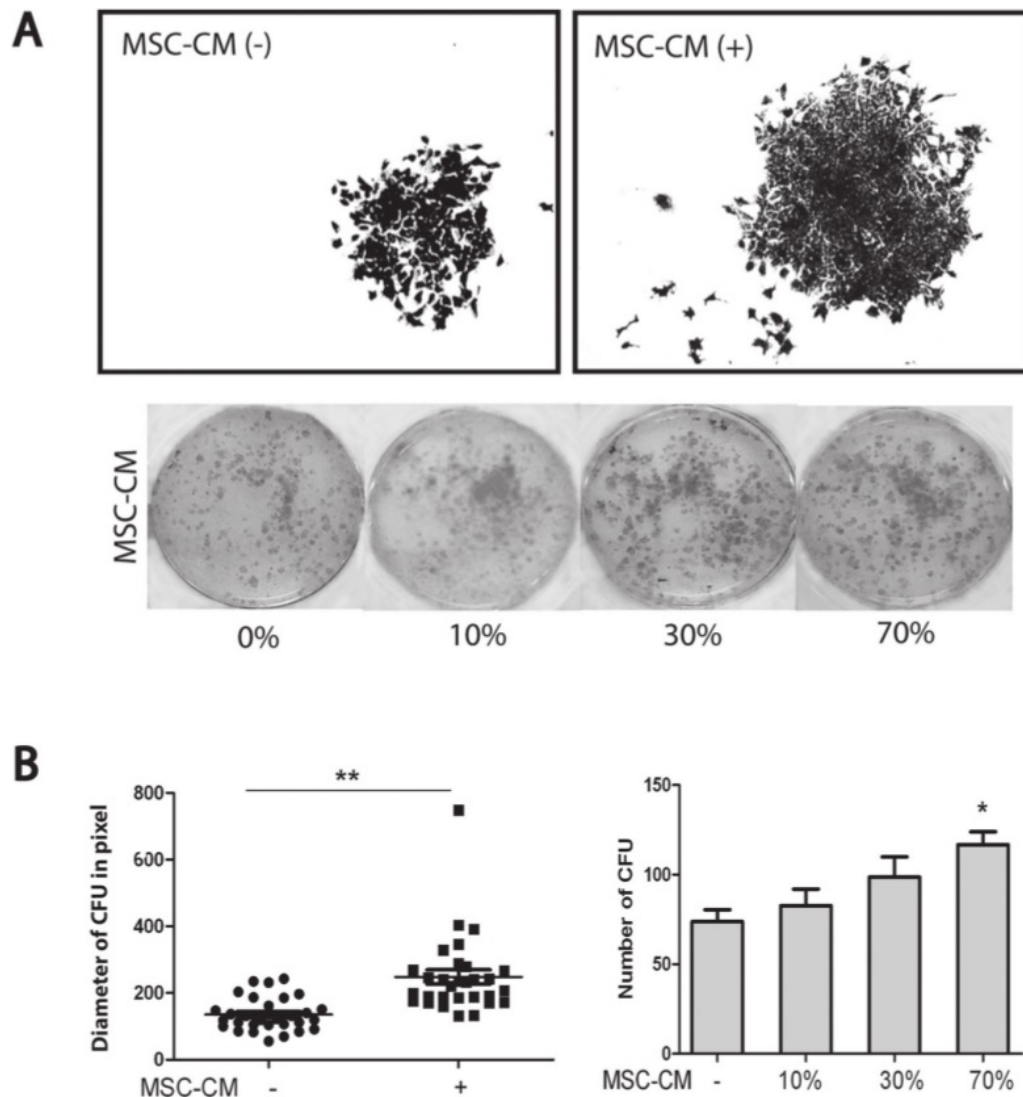 A
MSC-CM (-)
MSC-CM (+)
MSC-CM
0%
10%
30%
70%
B
**
800
600
400
200
0
Diameter of CFU in pixel
MSC-CM
-
+
*
150
100
50
0
Number of CFU
MSC-CM
-
10%
30%
70%